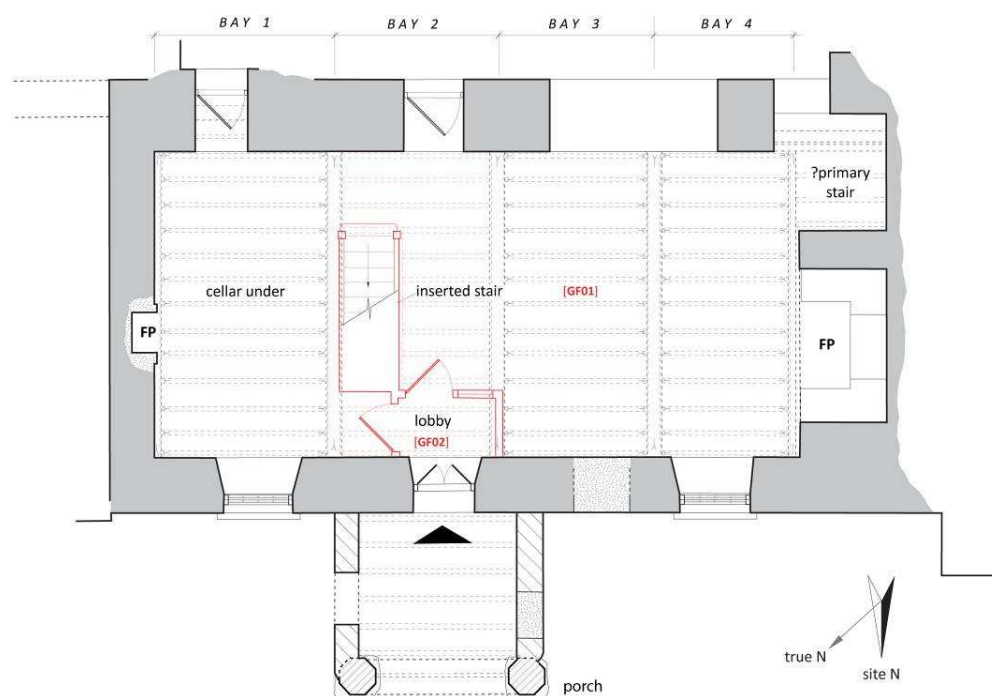 BAY 1 BAY 2 BAY 3 BAY 4
?primary
stair
cellar under
inserted stair
[GF01]
FP
FP
lobby
[GF02]
true N
site N
porch